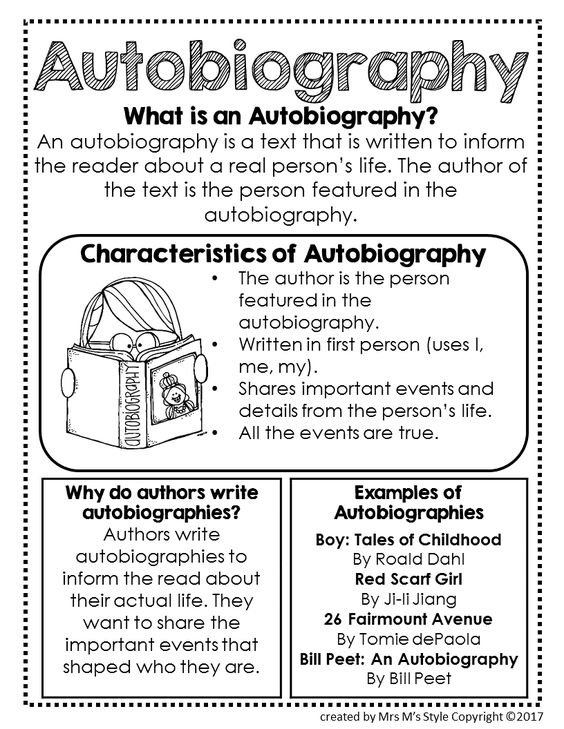 Autobiography
What is an Autobiography?
An autobiography is a text that is written to inform
the reader about a real person's life. The author of
the text is the person featured in the
autobiography.
Characteristics of Autobiography
• The author is the person
featured in the
autobiography.
• Written in first person (uses I,
me, my).
• Shares important events and
details from the person's life.
• All the events are true.
AUTOBIOGRAPHY
Why do authors write
autobiographies?
Authors write
autobiographies to
inform the read about
their actual life. They
want to share the
important events that
shaped who they are.
Examples of
Autobiographies
Boy: Tales of Childhood
By Roald Dahl
Red Scarf Girl
By Ji-li Jiang
26 Fairmount Avenue
By Tomie dePaola
Bill Peet: An Autobiography
By Bill Peet
created by Mrs M's Style Copyright ©2017